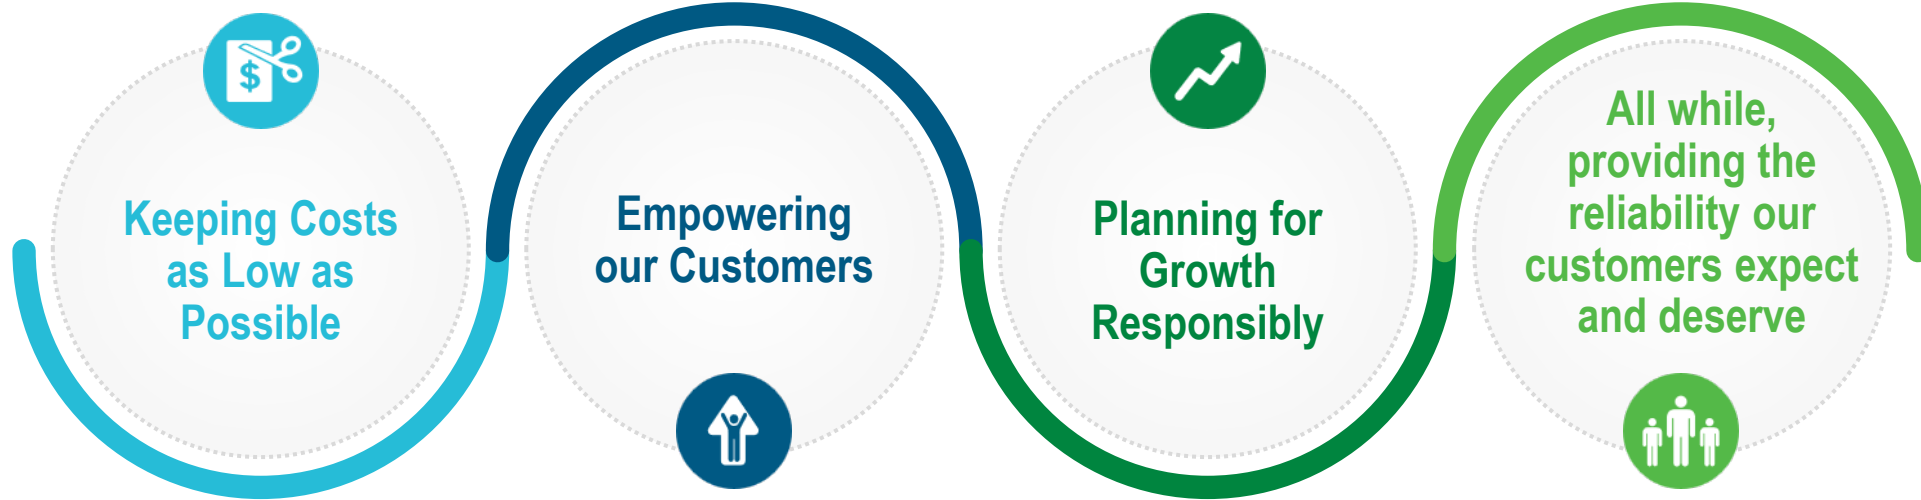 Keeping Costs
as Low as
Possible
Empowering
our Customers
Planning for
Growth
Responsibly
All while,
providing the
reliability our
customers expect
and deserve
$